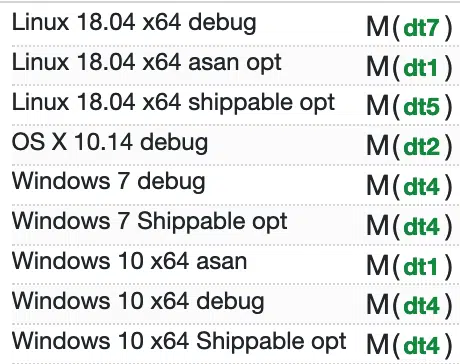 Linux 18.04 x64 debug M(dt7)
Linux 18.04 x64 asan opt M(dt1)
Linux 18.04 x64 shippable opt M(dt5)
OS X 10.14 debug M(dt2)
Windows 7 debug M(dt4)
Windows 7 Shippable opt M(dt4)
Windows 10 x64 asan M(dt1)
Windows 10 x64 debug M(dt4)
Windows 10 x64 Shippable opt M(dt4)